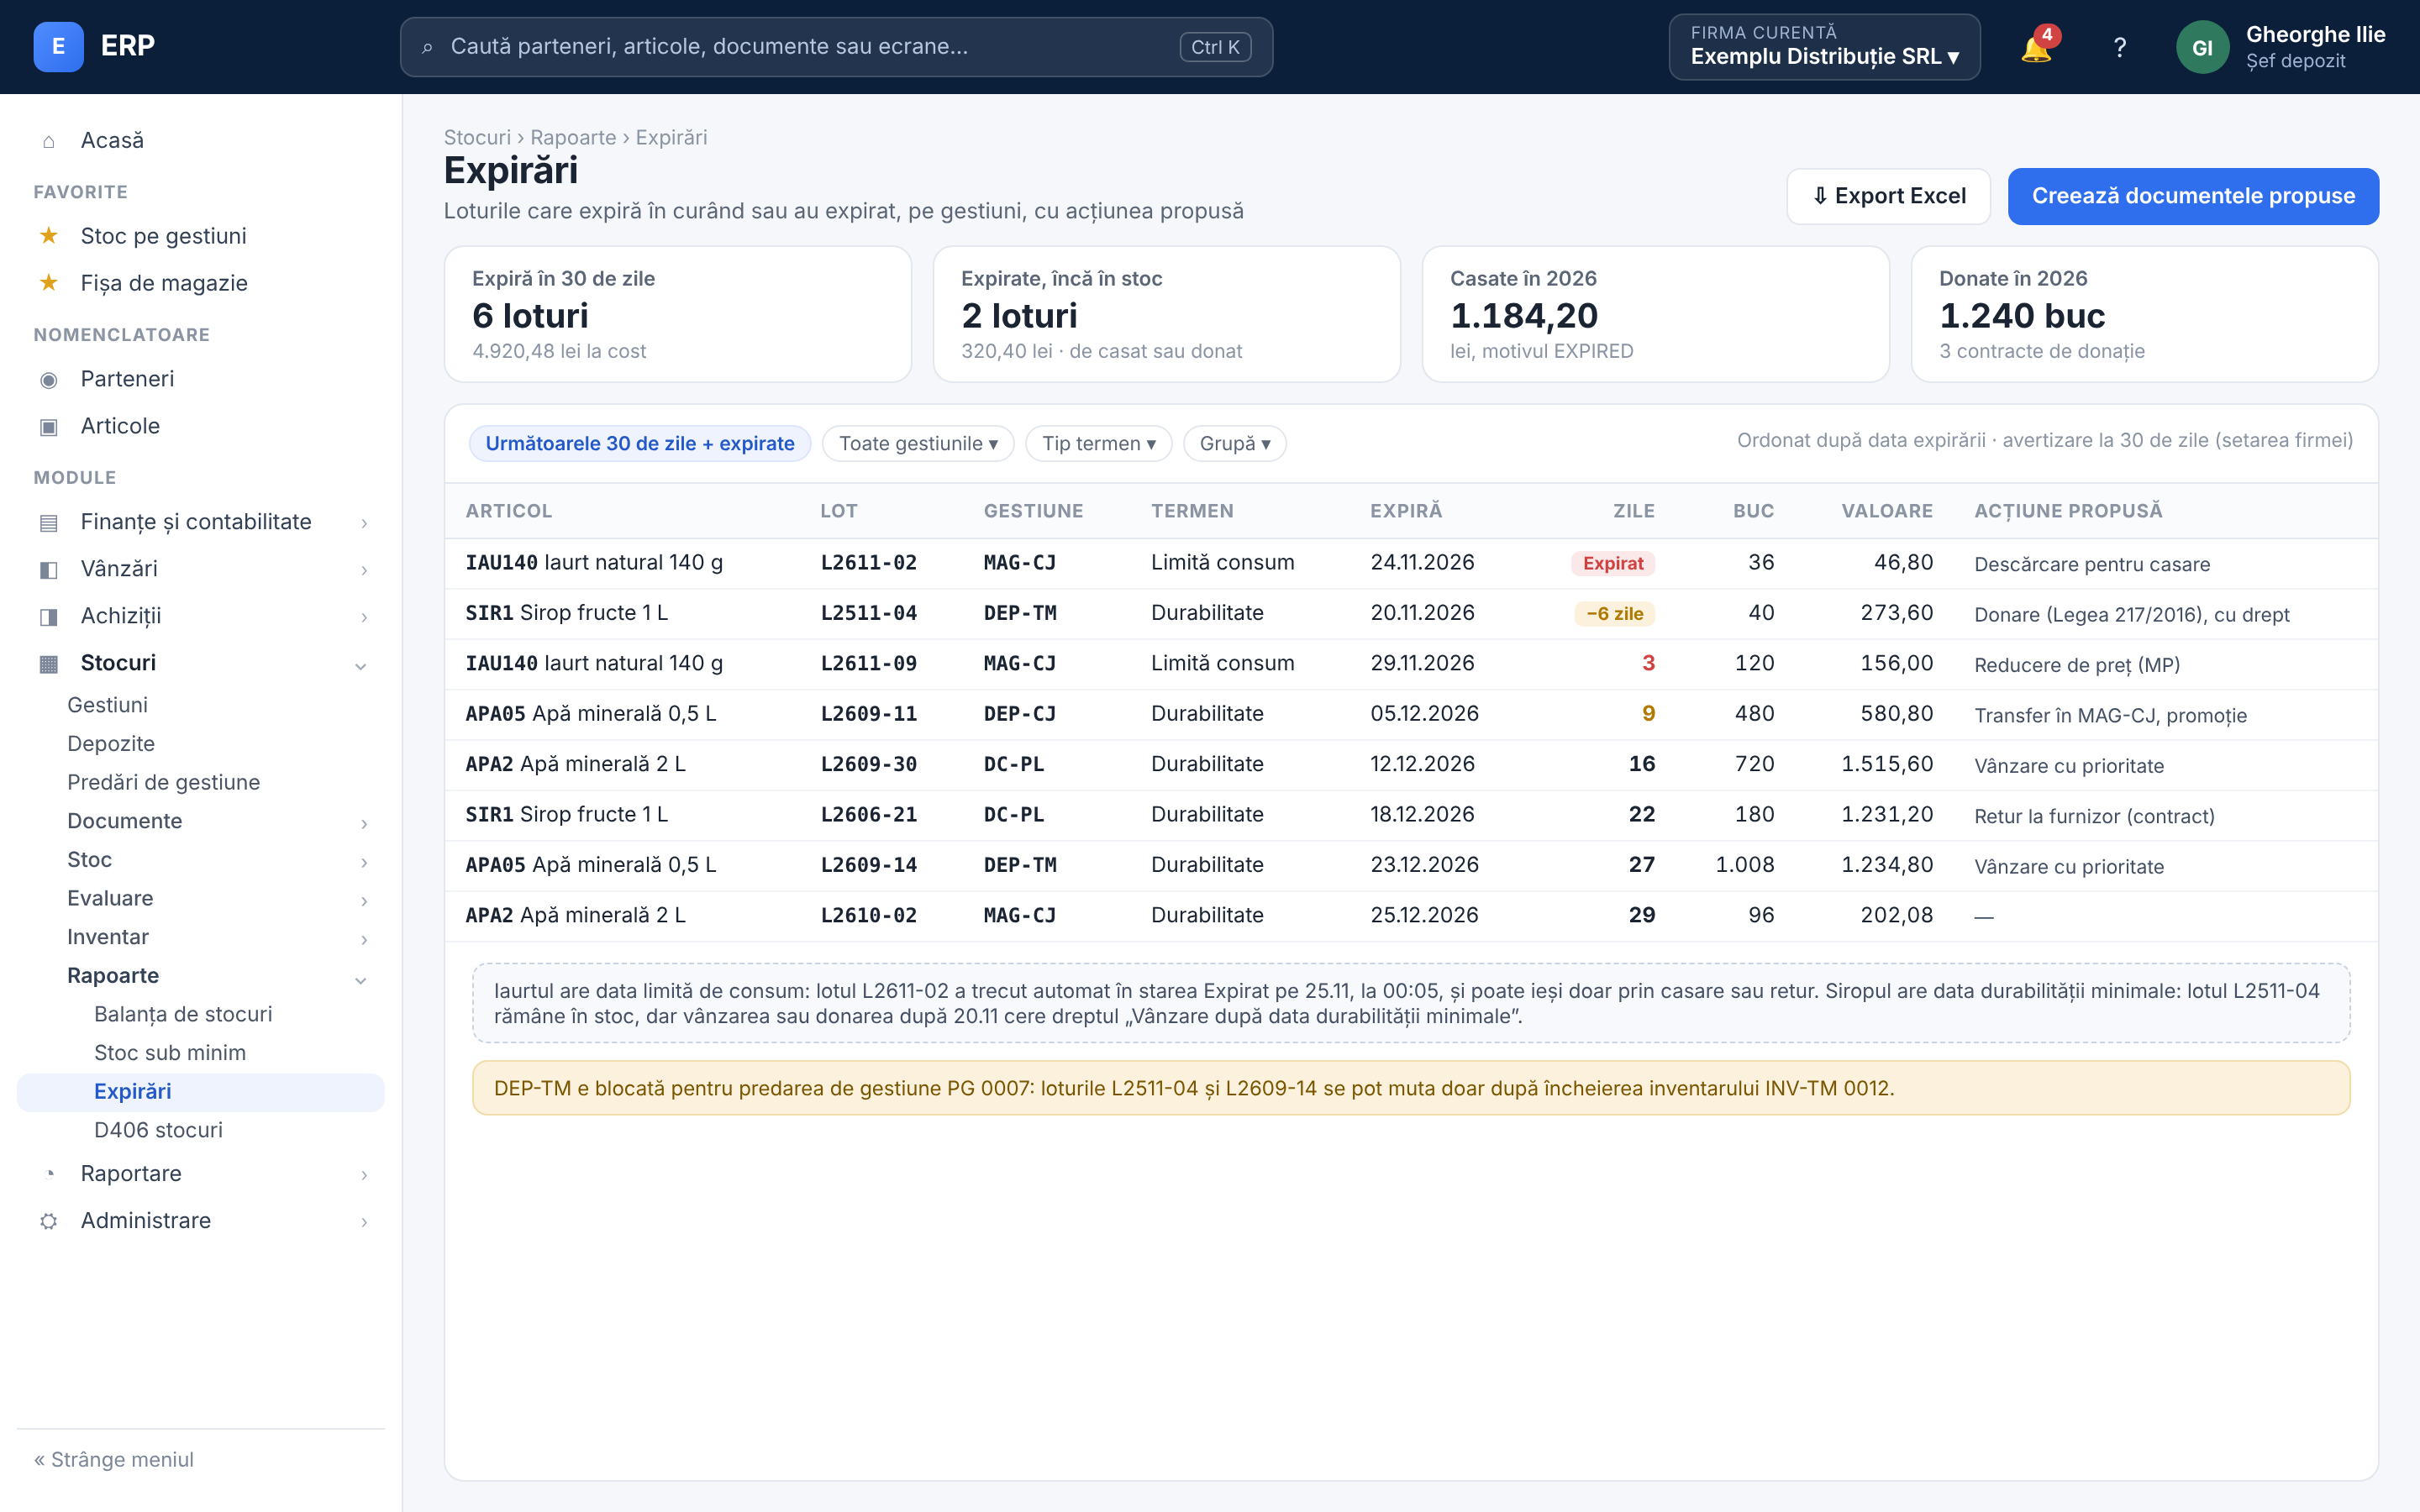 E ERP
Caută parteneri, articole, documente sau ecrane... Ctrl K
FIRMA CURENTĂ
Exemplu Distribuție SRL ▾
4
?
GI
Gheorghe Ilie
Șef depozit
Acasă
FAVORITE
★ Stoc pe gestiuni
★ Fișa de magazie
NOMENCLATOARE
Parteneri
Articole
MODULE
Finanțe și contabilitate ›
Vânzări ›
Achiziții ›
Stocuri
Gestiuni
Depozite
Predări de gestiune
Documente ›
Stoc ›
Evaluare ›
Inventar ›
Rapoarte
Balanța de stocuri
Stoc sub minim
Expirări
D406 stocuri
Raportare ›
Administrare ›
« Strânge meniul
Stocuri › Rapoarte › Expirări
Expirări
Loturile care expiră în curând sau au expirat, pe gestiuni, cu acțiunea propusă
⇩ Export Excel
Creează documentele propuse
Expiră în 30 de zile
6 loturi
4.920,48 lei la cost
Expirate, încă în stoc
2 loturi
320,40 lei · de casat sau donat
Casate în 2026
1.184,20
lei, motivul EXPIRED
Donate în 2026
1.240 buc
3 contracte de donație
Următoarele 30 de zile + expirate Toate gestiunile ▾ Tip termen ▾ Grupă ▾ Ordonat după data expirării · avertizare la 30 de zile (setarea firmei)
ARTICOL LOT GESTIUNE TERMEN EXPIRĂ ZILE BUC VALOARE ACȚIUNE PROPUSĂ
IAU140 Iaurt natural 140 g L2611-02 MAG-CJ Limită consum 24.11.2026 Expirat 36 46,80 Descărcare pentru casare
SIR1 Sirop fructe 1 L L2511-04 DEP-TM Durabilitate 20.11.2026 −6 zile 40 273,60 Donare (Legea 217/2016), cu drept
IAU140 Iaurt natural 140 g L2611-09 MAG-CJ Limită consum 29.11.2026 3 120 156,00 Reducere de preț (MP)
APA05 Apă minerală 0,5 L L2609-11 DEP-CJ Durabilitate 05.12.2026 9 480 580,80 Transfer în MAG-CJ, promoție
APA2 Apă minerală 2 L L2609-30 DC-PL Durabilitate 12.12.2026 16 720 1.515,60 Vânzare cu prioritate
SIR1 Sirop fructe 1 L L2606-21 DC-PL Durabilitate 18.12.2026 22 180 1.231,20 Retur la furnizor (contract)
APA05 Apă minerală 0,5 L L2609-14 DEP-TM Durabilitate 23.12.2026 27 1.008 1.234,80 Vânzare cu prioritate
APA2 Apă minerală 2 L L2610-02 MAG-CJ Durabilitate 25.12.2026 29 96 202,08 —
Iaurtul are data limită de consum: lotul L2611-02 a trecut automat în starea Expirat pe 25.11, la 00:05, și poate ieși doar prin casare sau retur. Siropul are data durabilității minimale: lotul L2511-04
rămâne în stoc, dar vânzarea sau donarea după 20.11 cere dreptul „Vânzare după data durabilității minimale”.
DEP-TM e blocată pentru predarea de gestiune PG 0007: loturile L2511-04 și L2609-14 se pot muta doar după încheierea inventarului INV-TM 0012.